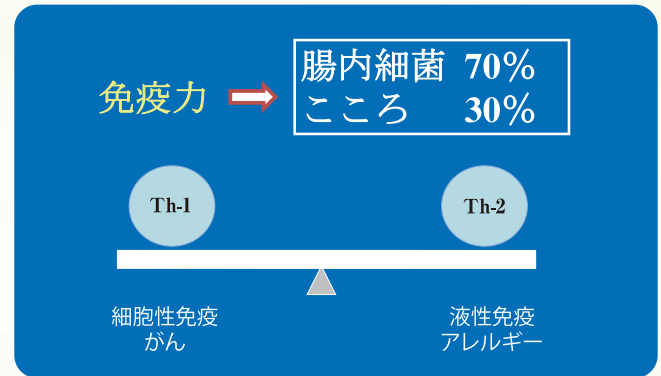 免疫力
腸内細菌 70%
こころ 30%
Th-1
Th-2
細胞性免疫
がん
液性免疫
アレルギー